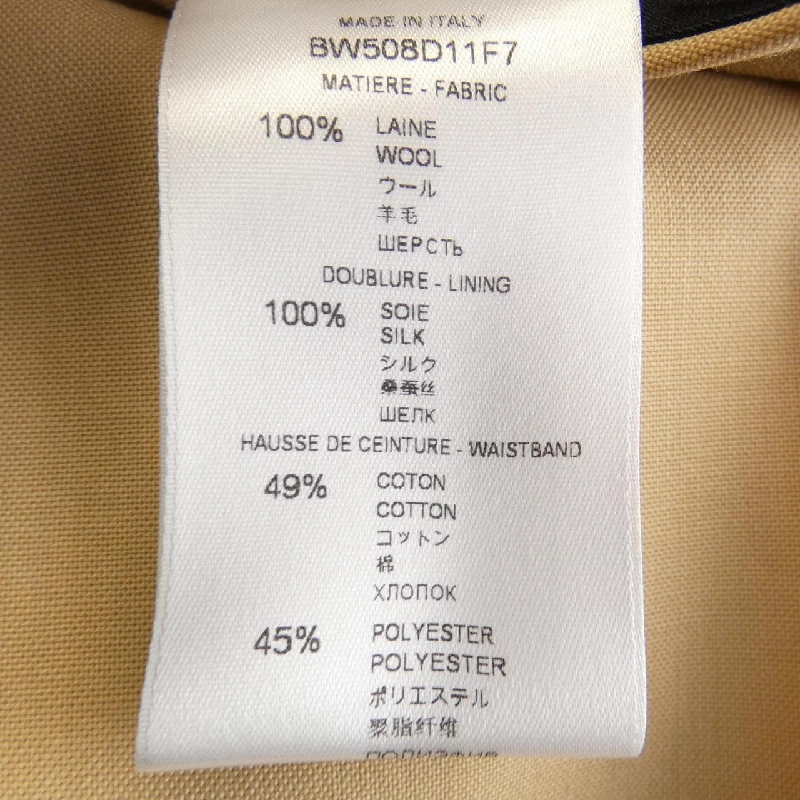 MADE IN ITALY
BW508D11F7
MATIERE - FABRIC
100% LAINE
WOOL
ウール
羊毛
ШЕРСТЬ
DOUBLURE - LINING
100% SOIE
SILK
シルク
桑蚕丝
ШЕЛК
HAUSSE DE CEINTURE - WAISTBAND
49% COTON
COTTON
コットン
棉
ХЛОПОК
45% POLYESTER
POLYESTER
ポリエステル
聚脂纤维